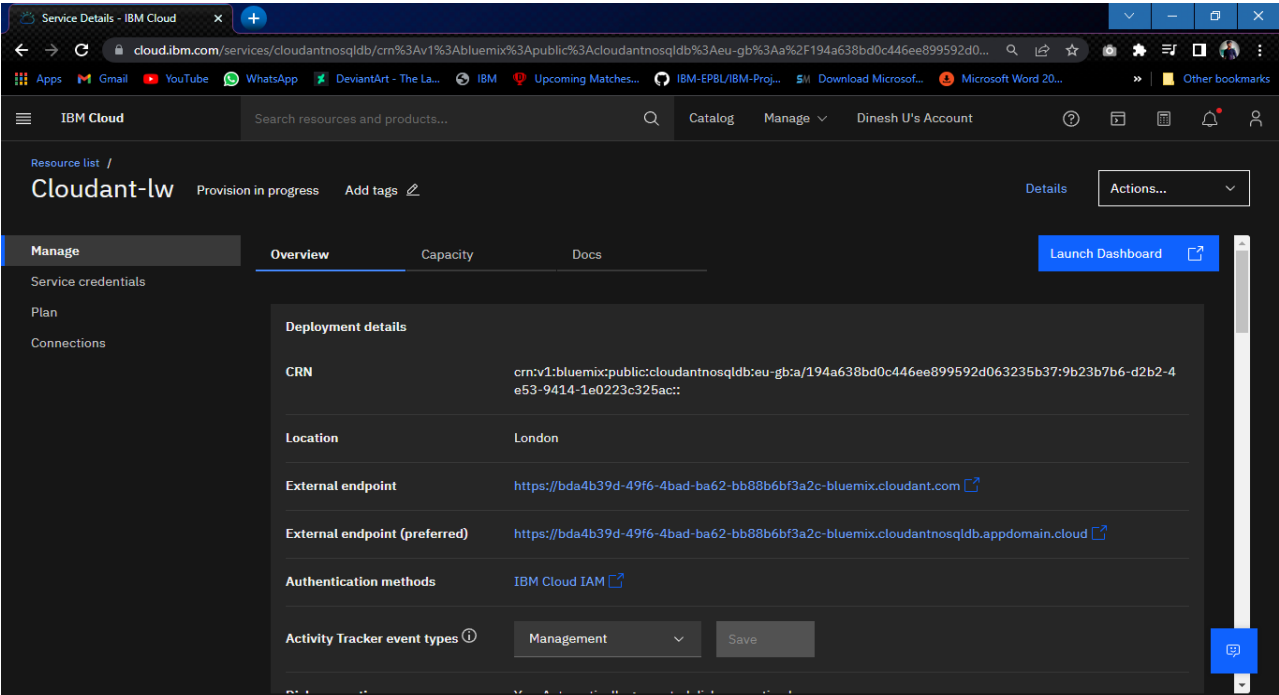 Service Details - IBM Cloud
cloud.ibm.com/services/cloudantnosqldb/crn%3Av1%3Abluemix%3Apublic%3Acloudantnosqldb%3Aeu-gb%3Aa%2F194a638bd0c446ee899592d0...
Apps Gmail YouTube WhatsApp DeviantArt - The La... IBM Upcoming Matches... IBM-EPBL/IBM-Proj... SM Download Microsof... Microsoft Word 20... » Other bookmarks
IBM Cloud Search resources and products... Catalog Manage Dinesh U's Account
Resource list /
Cloudant-lw Provision in progress Add tags Details Actions...
Manage Overview Capacity Docs Launch Dashboard
Service credentials
Plan
Connections
Deployment details
CRN crn:v1:bluemix:public:cloudantnosqldb:eu-gb:a/194a638bd0c446ee899592d063235b37:9b23b7b6-d2b2-4
e53-9414-1e0223c325ac::
Location London
External endpoint https://bda4b39d-49f6-4bad-ba62-bb88b6bf3a2c-bluemix.cloudant.com
External endpoint (preferred) https://bda4b39d-49f6-4bad-ba62-bb88b6bf3a2c-bluemix.cloudantnosqldb.appdomain.cloud
Authentication methods IBM Cloud IAM
Activity Tracker event types Management Save